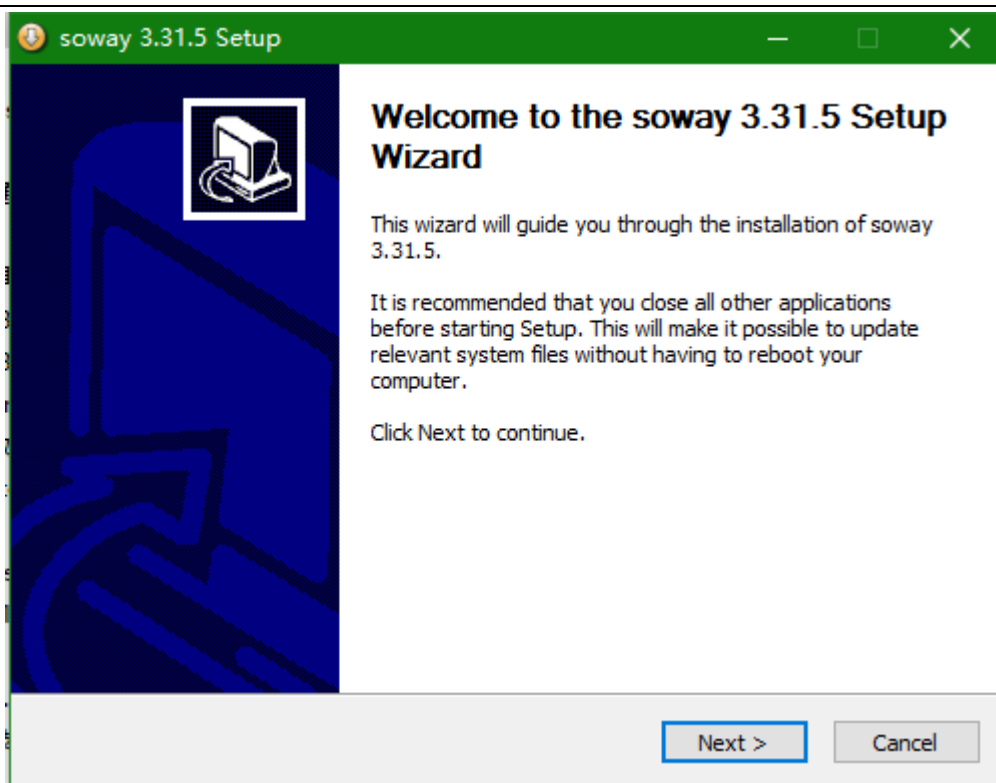 soway 3.31.5 Setup
Welcome to the soway 3.31.5 Setup
Wizard
This wizard will guide you through the installation of soway
3.31.5.
It is recommended that you close all other applications
before starting Setup. This will make it possible to update
relevant system files without having to reboot your
computer.
Click Next to continue.
Next >
Cancel